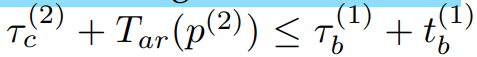 τ_c^{(2)} + T_{ar}(p^{(2)}) ≤ τ_b^{(1)} + t_b^{(1)}